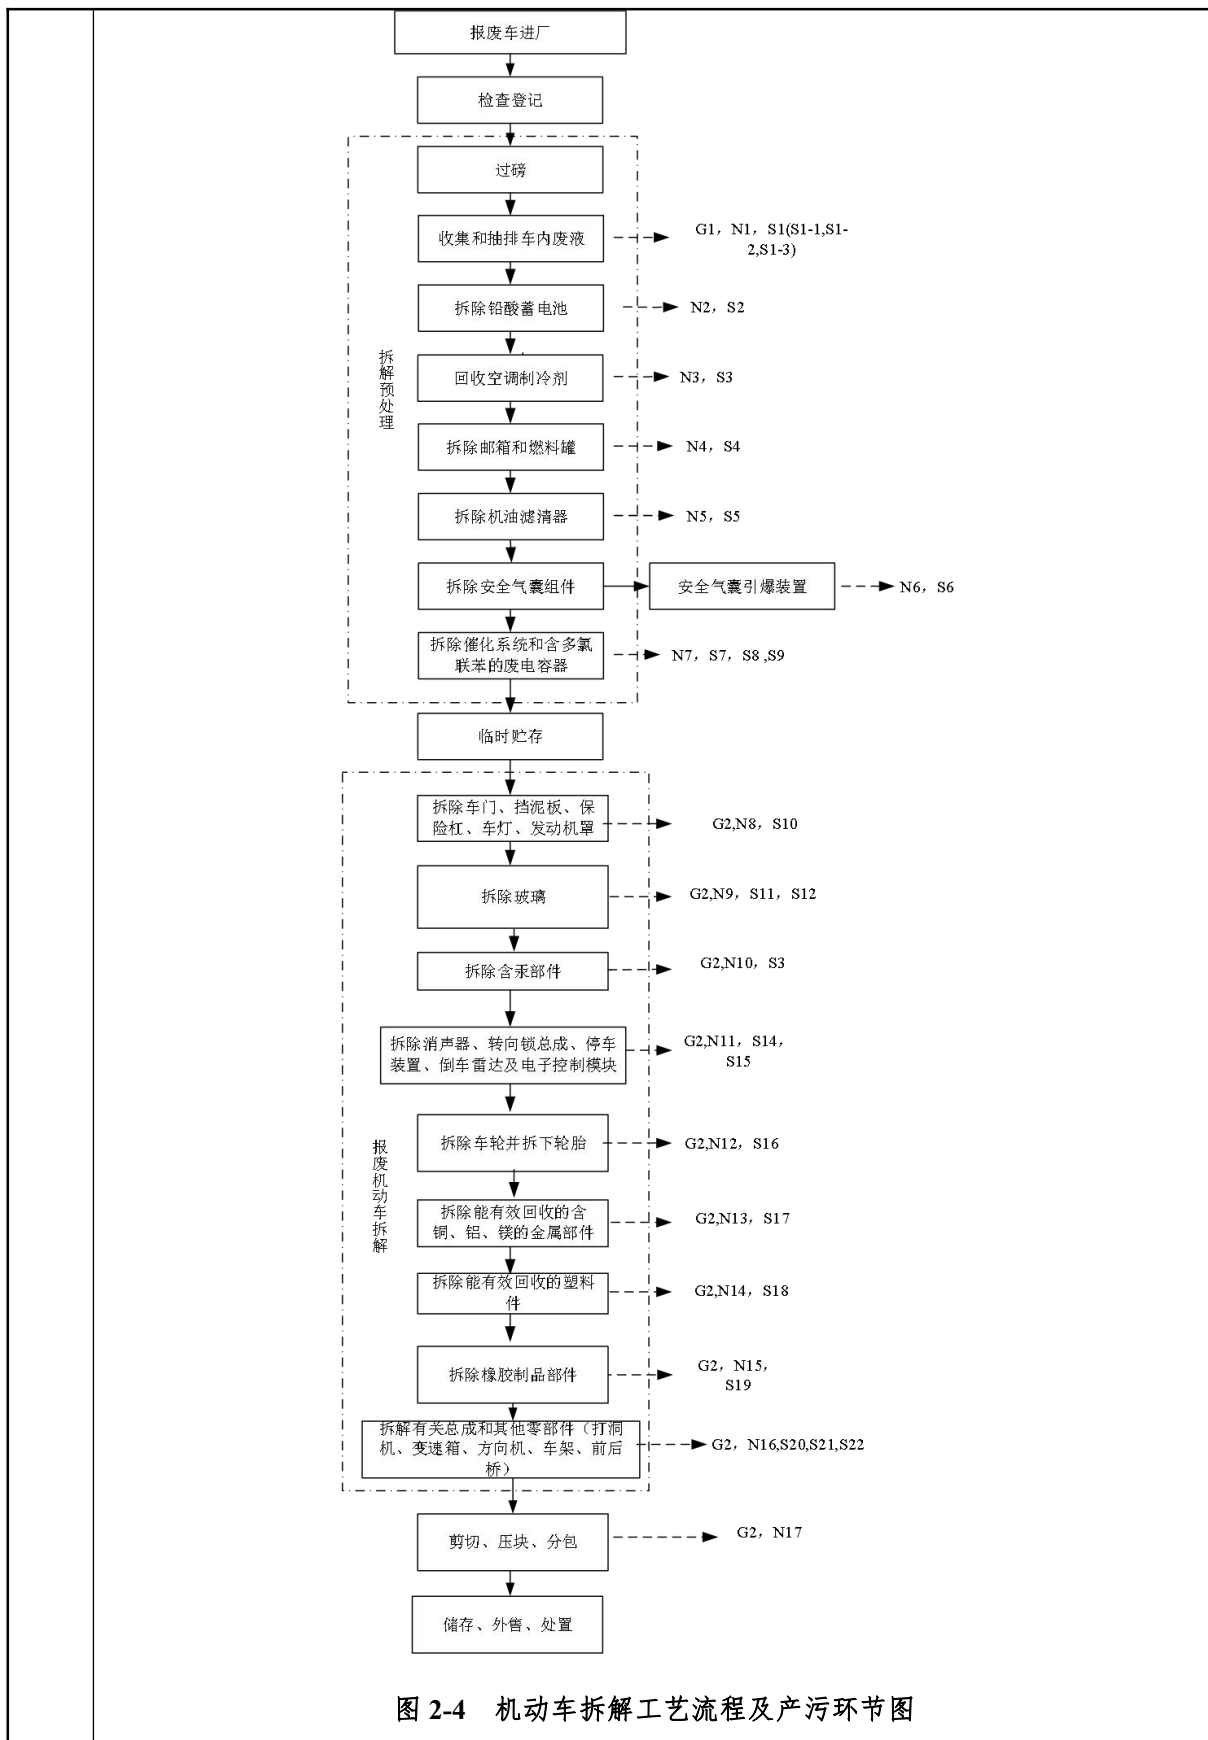 报废车进厂
检查登记
过磅
收集和抽排车内废液
G1，N1，S1(S1-1,S1-
2,S1-3)
拆除铅酸蓄电池
N2，S2
拆解预处理
回收空调制冷剂
N3，S3
拆除邮箱和燃料罐
N4，S4
拆除机油滤清器
N5，S5
拆除安全气囊组件
安全气囊引爆装置
N6，S6
拆除催化系统和含多氯
联苯的废电容器
N7，S7，S8 ,S9
临时贮存
拆除车门、挡泥板、保
险杠、车灯、发动机罩
G2,N8，S10
拆除玻璃
G2,N9，S11，S12
拆除含汞部件
G2,N10，S3
拆除消声器、转向锁总成、停车
装置、倒车雷达及电子控制模块
G2,N11，S14，
S15
报废机动车拆解
拆除车轮并拆下轮胎
G2,N12，S16
拆除能有效回收的含
铜、铝、镁的金属部件
G2,N13，S17
拆除能有效回收的塑料
件
G2,N14，S18
拆除橡胶制品部件
G2，N15，
S19
拆解有关总成和其他零部件（打洞
机、变速箱、方向机、车架、前后
桥）
G2，N16,S20,S21,S22
剪切、压块、分包
G2，N17
储存、外售、处置
图 2-4 机动车拆解工艺流程及产污环节图